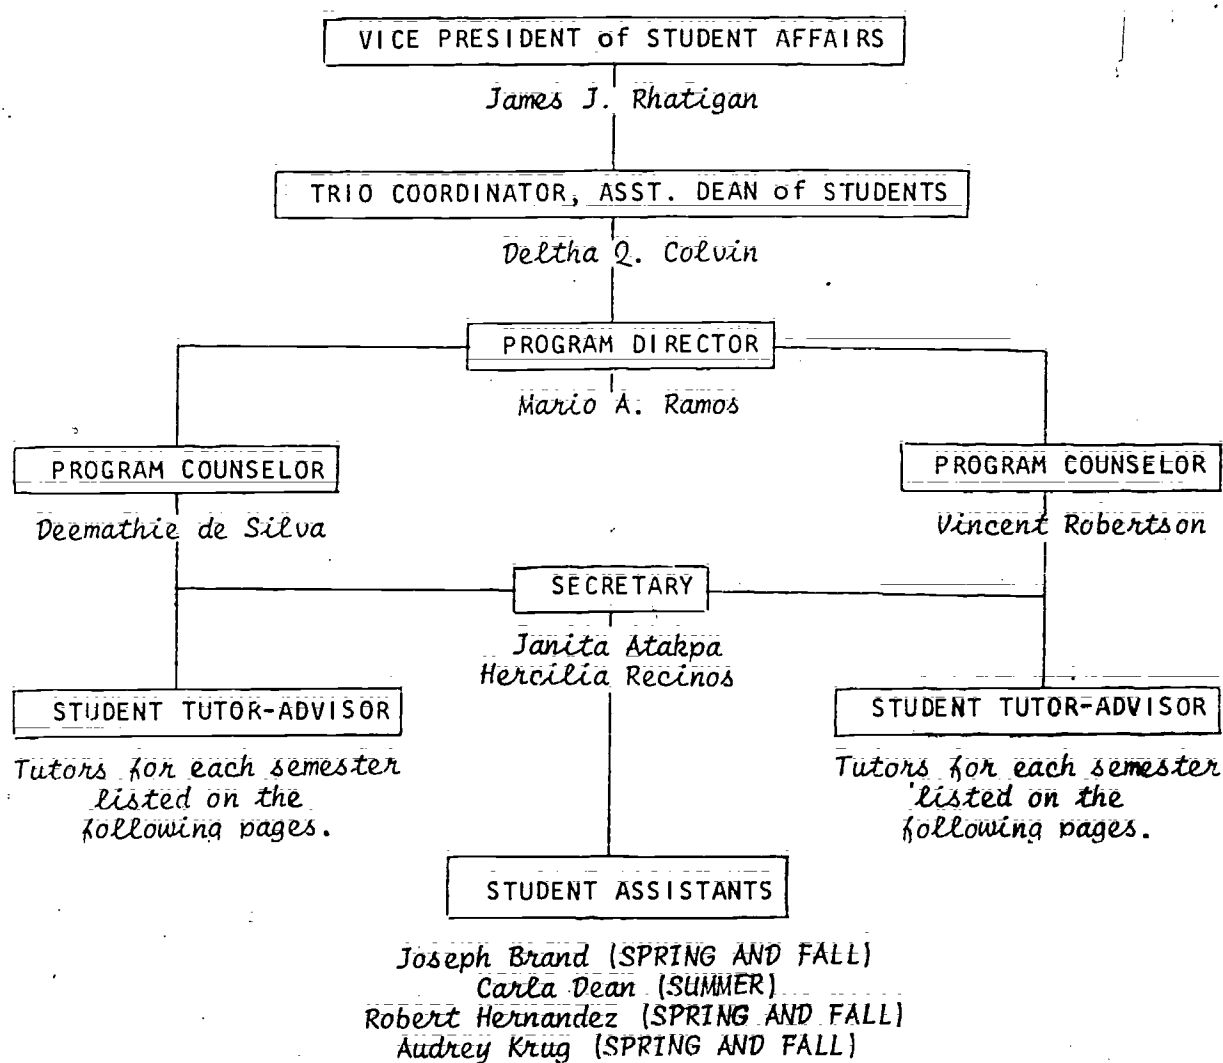 VICE PRESIDENT of STUDENT AFFAIRS
James J. Rhatigan
TRIO COORDINATOR, ASST. DEAN of STUDENTS
Deltha Q. Colvin
PROGRAM DIRECTOR
Mario A. Ramos
PROGRAM COUNSELOR
Deemathie de Silva
PROGRAM COUNSELOR
Vincent Robertson
SECRETARY
Janita Atakpa
Hercilia Recinos
STUDENT TUTOR-ADVISOR
Tutors for each semester
listed on the
following pages.
STUDENT TUTOR-ADVISOR
Tutors for each semester
listed on the
following pages.
STUDENT ASSISTANTS
Joseph Brand (SPRING AND FALL)
Carla Dean (SUMMER)
Robert Hernandez (SPRING AND FALL)
Audrey Krug (SPRING AND FALL)